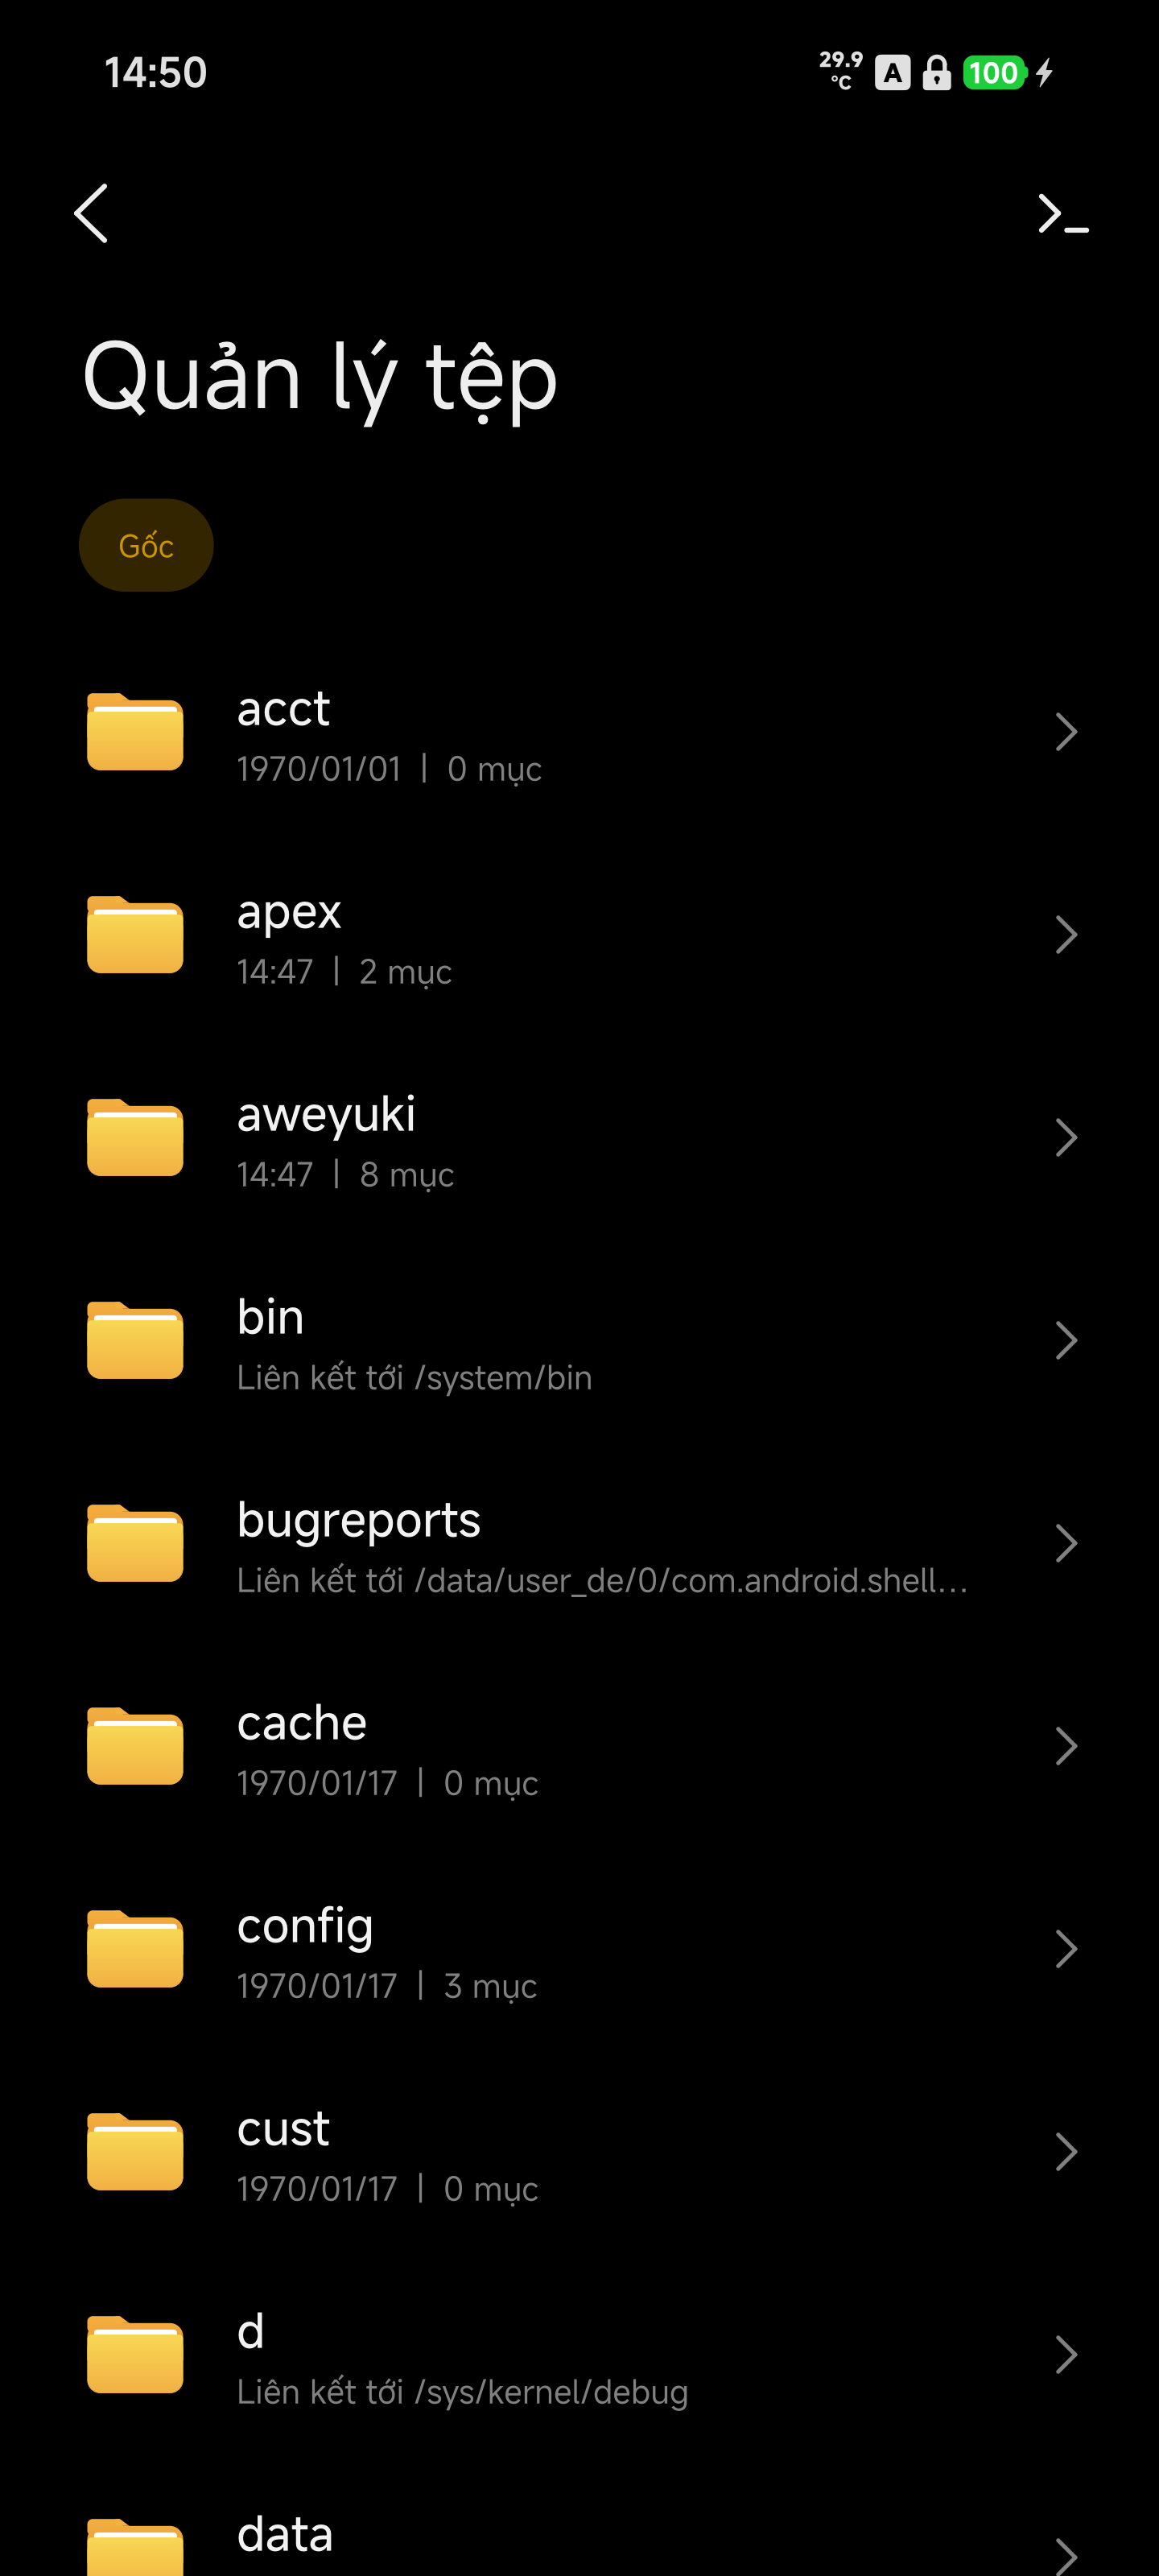 14:50
29.9
°C
A
100
Quản lý tệp
Gốc
acct
1970/01/01 | 0 mục
apex
14:47 | 2 mục
aweyuki
14:47 | 8 mục
bin
Liên kết tới /system/bin
bugreports
Liên kết tới /data/user_de/0/com.android.shell...
cache
1970/01/17 | 0 mục
config
1970/01/17 | 3 mục
cust
1970/01/17 | 0 mục
d
Liên kết tới /sys/kernel/debug
data